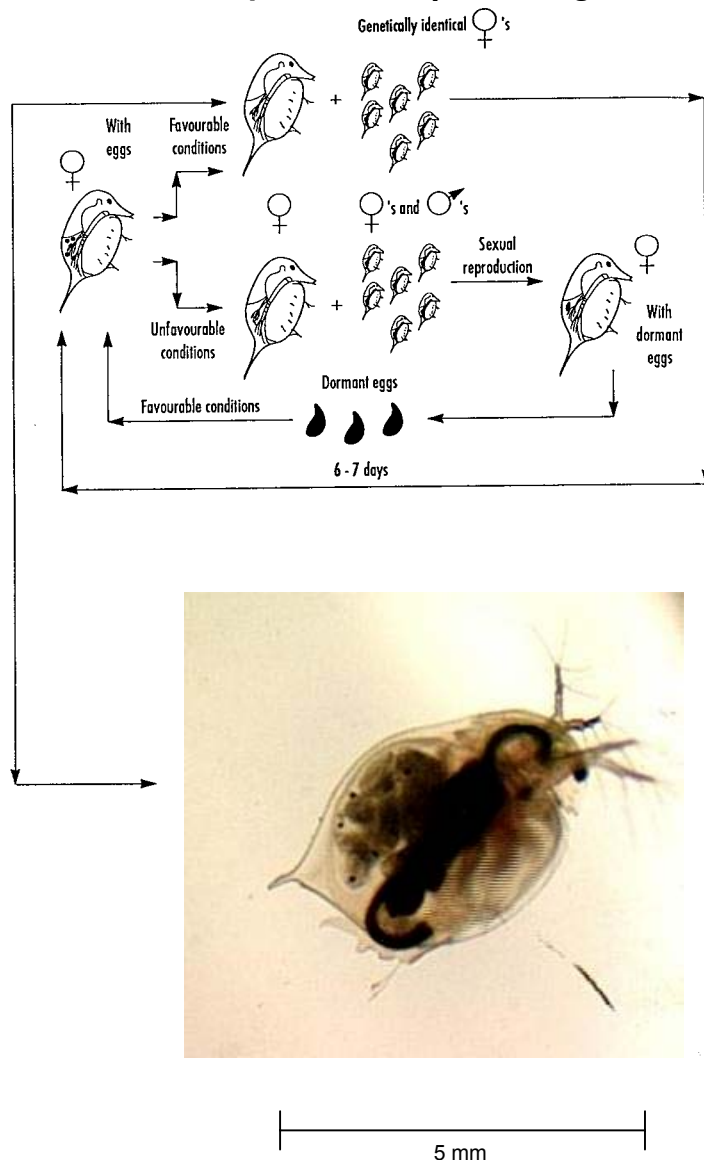 Genetically identical ♀'s
With
eggs
Favourable
conditions
+
♀
♀
♀'s and ♂'s
Sexual
reproduction
♀
+
With
dormant
eggs
Unfavourable
conditions
Dormant eggs
Favourable conditions
6 - 7 days
5 mm